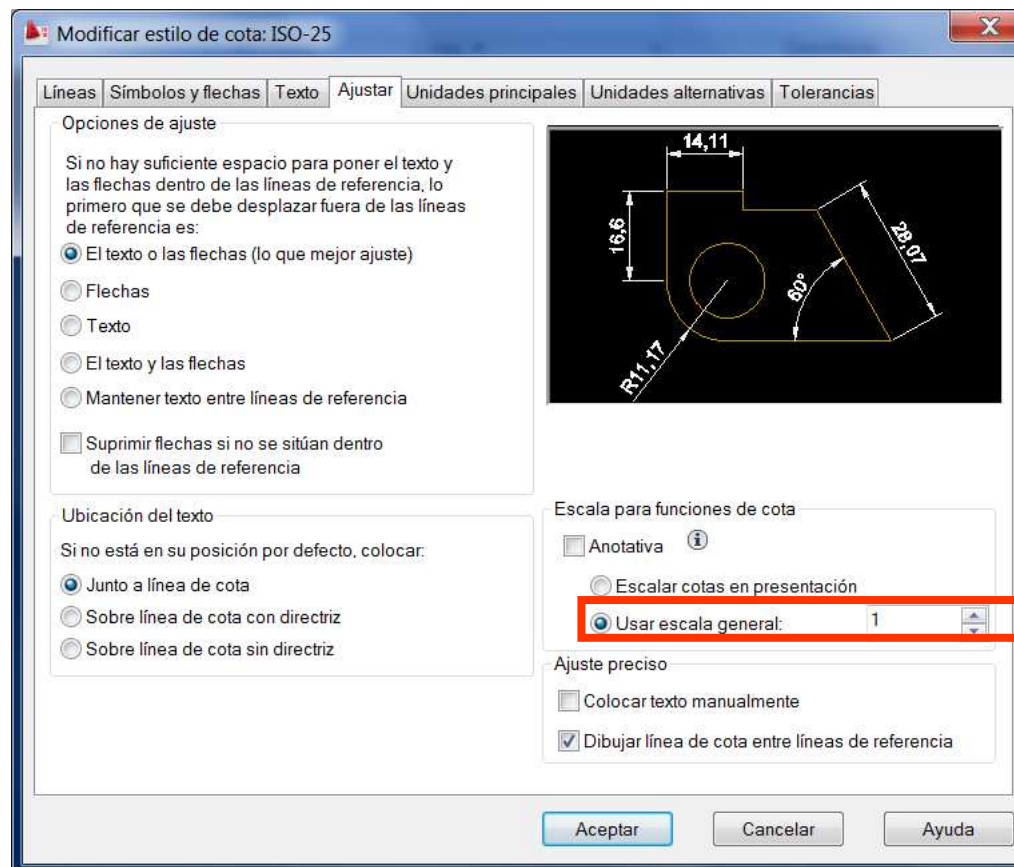 Modificar estilo de cota: ISO-25
Líneas Símbolos y flechas Texto Ajustar Unidades principales Unidades alternativas Tolerancias
Opciones de ajuste
Si no hay suficiente espacio para poner el texto y
las flechas dentro de las líneas de referencia, lo
primero que se debe desplazar fuera de las líneas
de referencia es:
El texto o las flechas (lo que mejor ajuste)
Flechas
Texto
El texto y las flechas
Mantener texto entre líneas de referencia
Suprimir flechas si no se sitúan dentro
de las líneas de referencia
Ubicación del texto
Si no está en su posición por defecto, colocar:
Junto a línea de cota
Sobre línea de cota con directriz
Sobre línea de cota sin directriz
14,11
16,6
28,07
60°
R11,17
Escala para funciones de cota
Anotativa
Escalar cotas en presentación
Usar escala general: 1
Ajuste preciso
Colocar texto manualmente
Dibujar línea de cota entre líneas de referencia
Aceptar Cancelar Ayuda